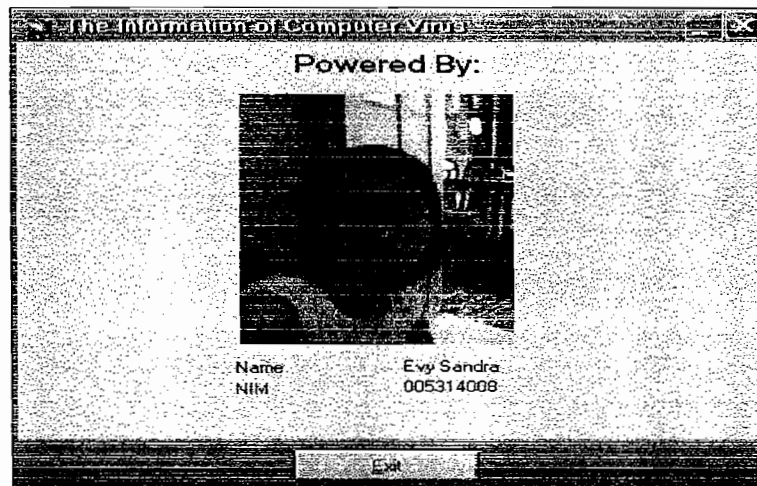 The Information of Computer Virus
Powered By:
Name Evy Sandra
NIM 005314008
Exit